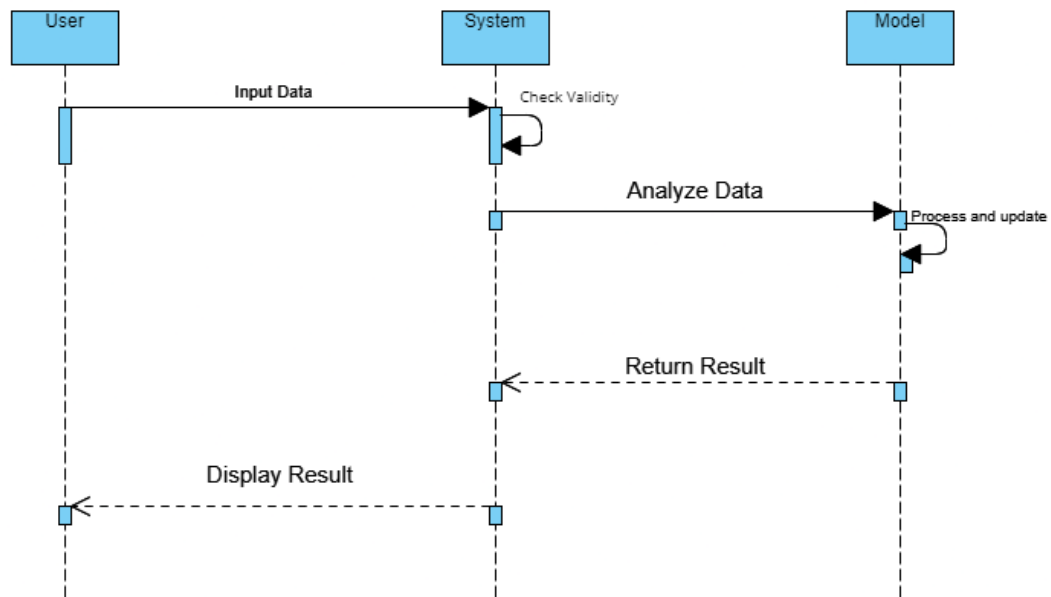 User
System
Model
Input Data
Check Validity
Analyze Data
Process and update
Return Result
Display Result